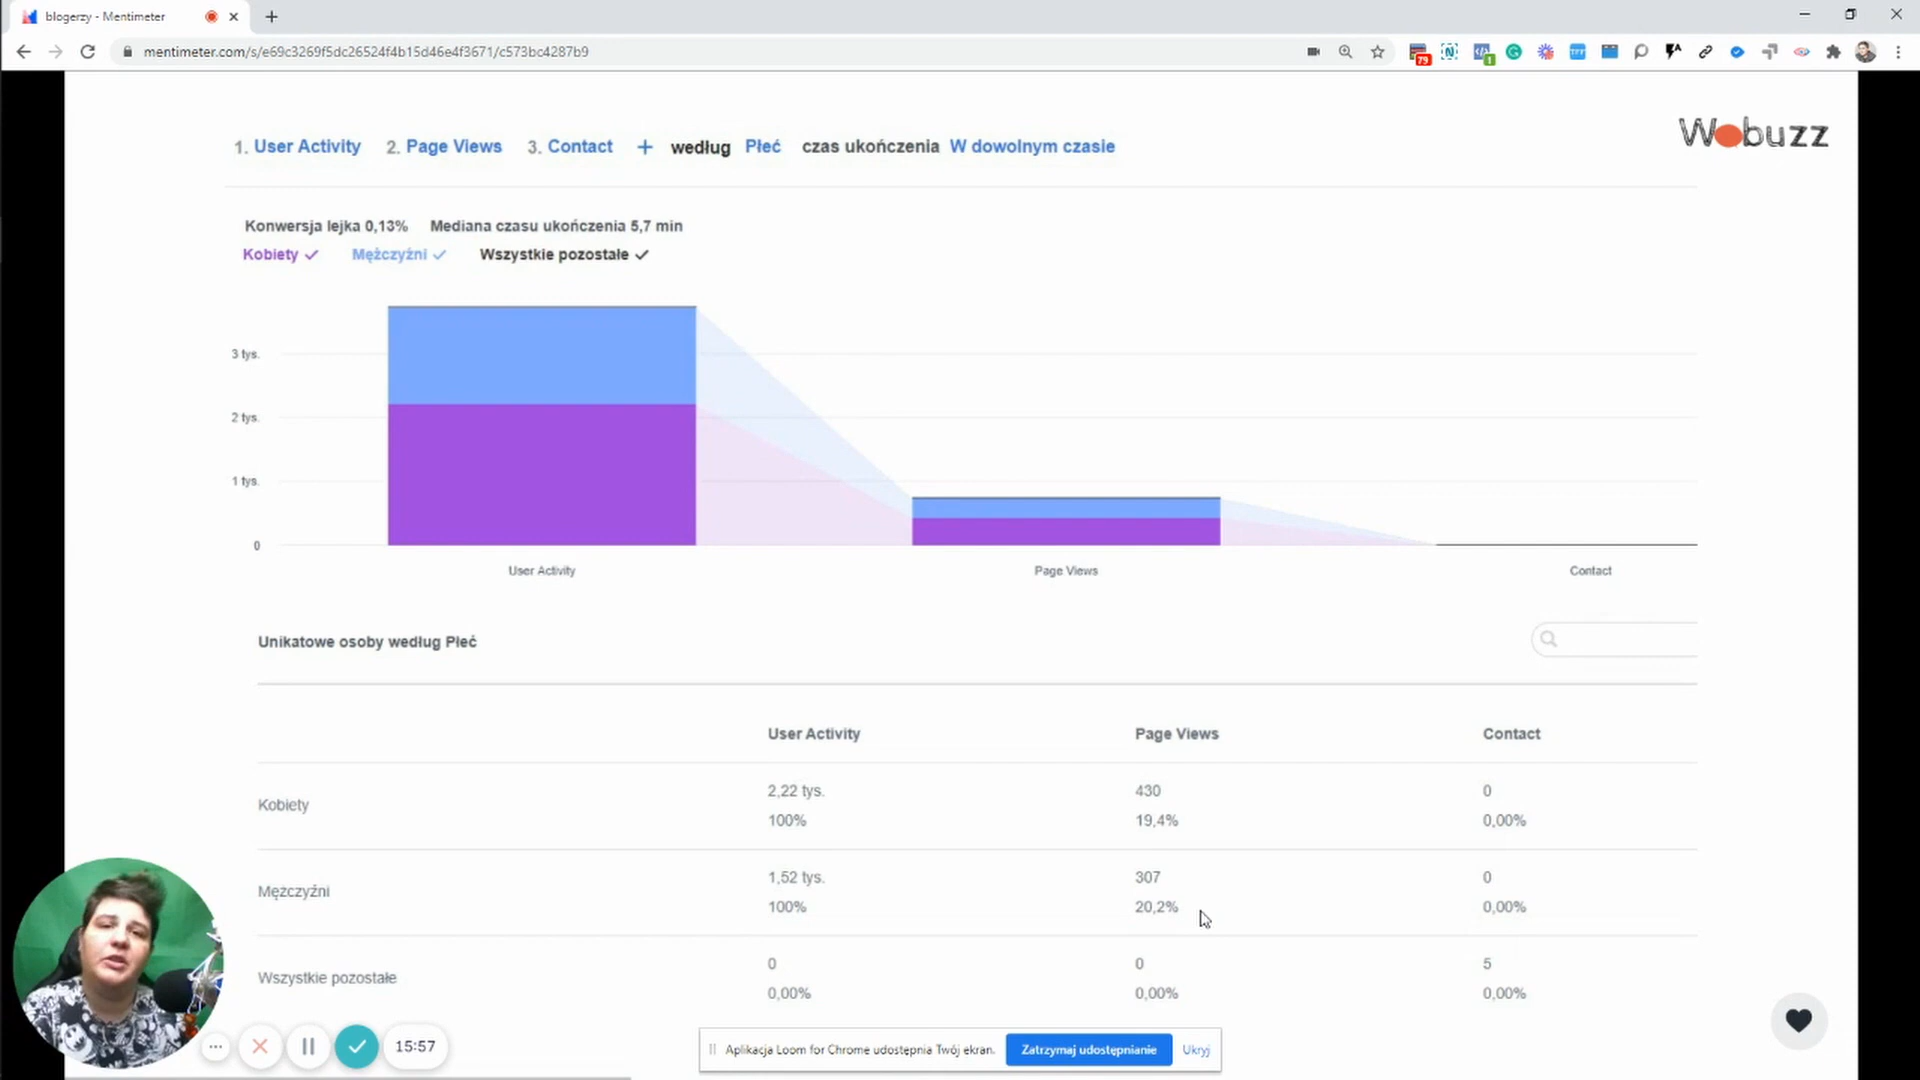 blogerzy - Mentimeter
mentimeter.com/s/e69c3269f5dc26524f4b15d46e4f3671/c573bc4287b9
79
1
Wobuzz
1. User Activity 2. Page Views 3. Contact + według Płeć czas ukończenia W dowolnym czasie
Konwersja lejka 0,13% Mediana czasu ukończenia 5,7 min
Kobiety Mężczyźni Wszystkie pozostałe
3 tys.
2 tys.
1 tys.
0
User Activity Page Views Contact
Unikatowe osoby według Płeć
User Activity Page Views Contact
Kobiety 2,22 tys. 430 0
100% 19,4% 0,00%
Mężczyźni 1,52 tys. 307 0
100% 20,2% 0,00%
Wszystkie pozostałe 0 0 5
0,00% 0,00% 0,00%
15:57
Aplikacja Loom for Chrome udostępnia Twój ekran. Zatrzymaj udostępnianie Ukryj